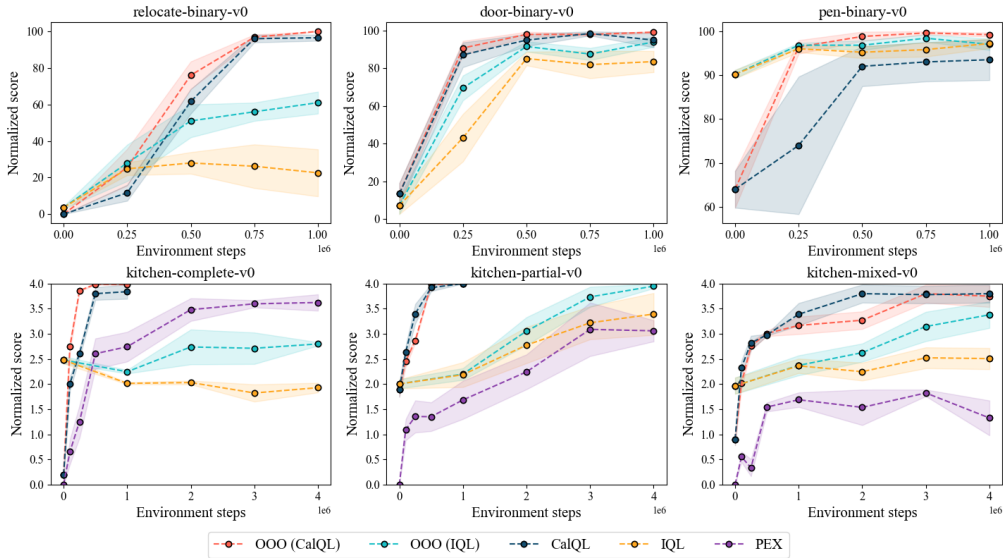 relocate-binary-v0 door-binary-v0 pen-binary-v0
Normalized score
100
80
60
40
20
0
0.00 0.25 0.50 0.75 1.00
Environment steps
1e6
Normalized score
100
80
60
40
20
0
0.00 0.25 0.50 0.75 1.00
Environment steps
1e6
Normalized score
100
90
80
70
60
0.00 0.25 0.50 0.75 1.00
Environment steps
1e6
kitchen-complete-v0 kitchen-partial-v0 kitchen-mixed-v0
Normalized score
4.0
3.5
3.0
2.5
2.0
1.5
1.0
0.5
0.0
0 1 2 3 4
Environment steps
1e6
Normalized score
4.0
3.5
3.0
2.5
2.0
1.5
1.0
0.5
0.0
0 1 2 3 4
Environment steps
1e6
Normalized score
4.0
3.5
3.0
2.5
2.0
1.5
1.0
0.5
0.0
0 1 2 3 4
Environment steps
1e6
OOO (CalQL) OOO (IQL) CalQL IQL PEX